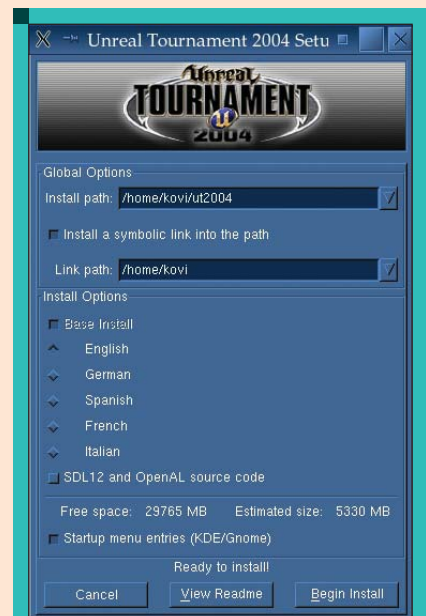 Unreal Tournament 2004 Setu
Unreal
TOURNAMENT
2004
Global Options
Install path: /home/kovi/ut2004
Install a symbolic link into the path
Link path: /home/kovi
Install Options
Base Install
English
German
Spanish
French
Italian
SDL12 and OpenAL source code
Free space: 29765 MB Estimated size: 5330 MB
Startup menu entries (KDE/Gnome)
Ready to install!
Cancel View Readme Begin Install